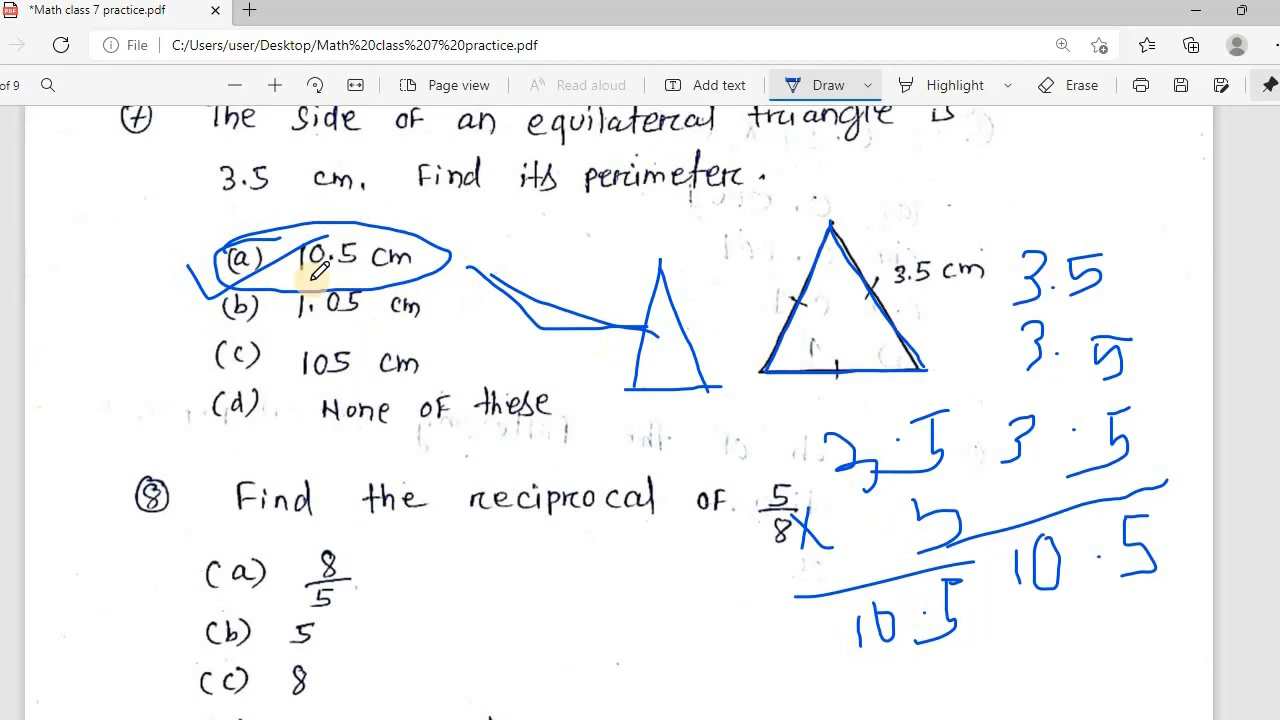 *Math class 7 practice.pdf
File C:/Users/user/Desktop/Math%20class%207%20practice.pdf
of 9 Page view Read aloud Add text Draw Highlight Erase
(7) The side of an equilateral triangle is
3.5 cm. Find its perimeter.
(a) 10.5 cm
(b) 1.05 cm
(c) 105 cm
(d) None of these
3.5 cm
3.5
3.5
3.5
10.5
3.5
x
10.5
(8) Find the reciprocal of 5/8
(a) 8/5
(b) 5
(c) 8